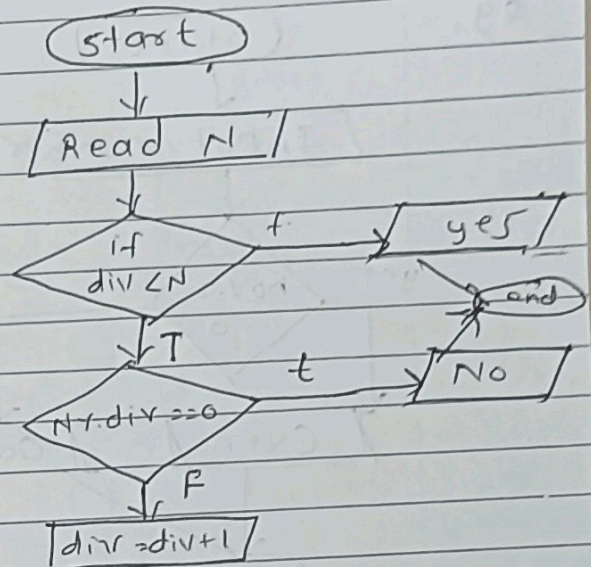 Start
Read N
if
div < N
f
yes
end
T
N%div==0
t
No
F
div=div+1